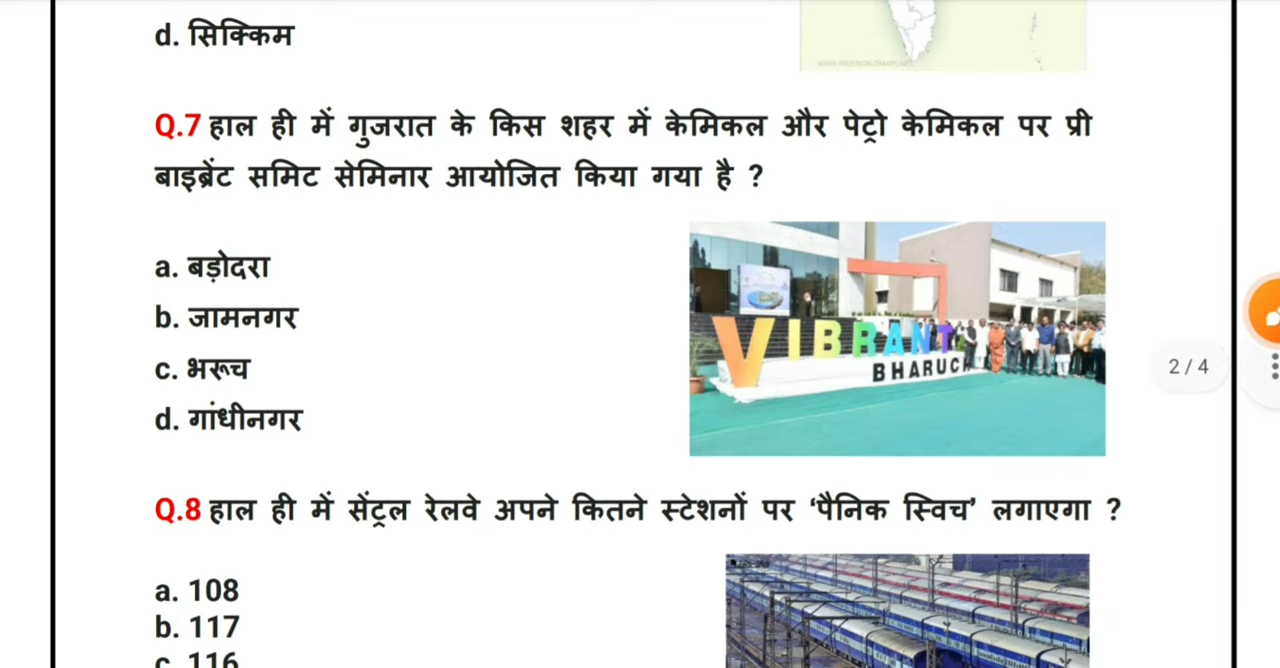 d. सिक्किम
Q.7 हाल ही में गुजरात के किस शहर में केमिकल और पेट्रो केमिकल पर प्री
बाइब्रेंट समिट सेमिनार आयोजित किया गया है ?
a. बड़ोदरा
b. जामनगर
c. भरूच
d. गांधीनगर
VIBRANT
BHARUCH
2 / 4
Q.8 हाल ही में सेंट्रल रेलवे अपने कितने स्टेशनों पर ‘पैनिक स्विच’ लगाएगा ?
a. 108
b. 117
c. 116